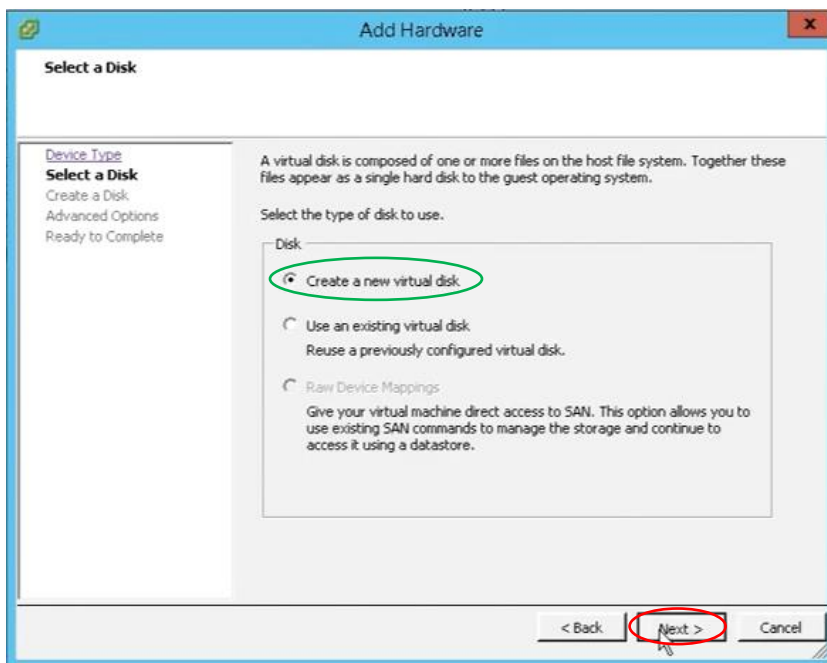 Add Hardware
x
Select a Disk
Device Type
Select a Disk
Create a Disk
Advanced Options
Ready to Complete
A virtual disk is composed of one or more files on the host file system. Together these
files appear as a single hard disk to the guest operating system.
Select the type of disk to use.
Disk
Create a new virtual disk
Use an existing virtual disk
Reuse a previously configured virtual disk.
Raw Device Mappings
Give your virtual machine direct access to SAN. This option allows you to
use existing SAN commands to manage the storage and continue to
access it using a datastore.
< Back
Next >
Cancel